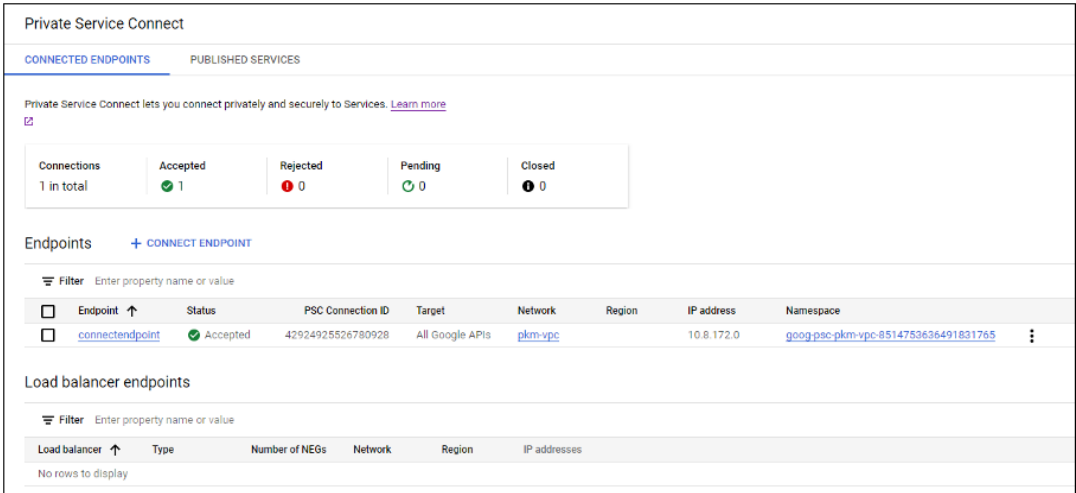 Private Service Connect
CONNECTED ENDPOINTS PUBLISHED SERVICES
Private Service Connect lets you connect privately and securely to Services. Learn more
Connections Accepted Rejected Pending Closed
1 in total 1 0 0 0
Endpoints + CONNECT ENDPOINT
Filter Enter property name or value
Endpoint ↑ Status PSC Connection ID Target Network Region IP address Namespace
connectendpoint Accepted 42924925526780928 All Google APIs pkm-vpc 10.8.172.0 goog-psc-pkm-vpc-8514753636491831765
Load balancer endpoints
Filter Enter property name or value
Load balancer ↑ Type Number of NEGs Network Region IP addresses
No rows to display